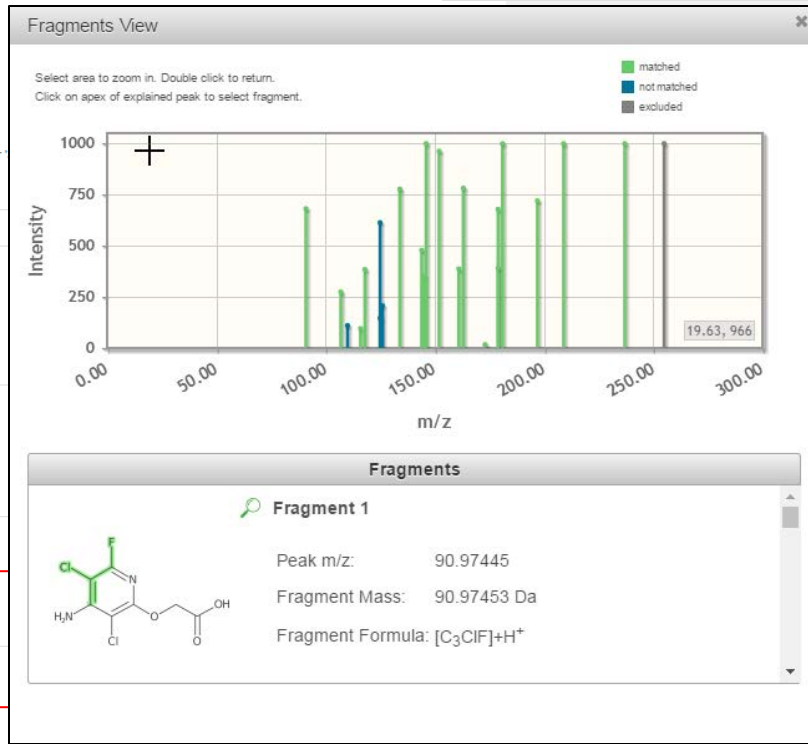 Fragments View
Select area to zoom in. Double click to return.
Click on apex of explained peak to select fragment.
matched
not matched
excluded
1000
750
500
250
0
Intensity
19.63, 966
0.00 50.00 100.00 150.00 200.00 250.00 300.00
m/z
Fragments
Fragment 1
Peak m/z: 90.97445
Fragment Mass: 90.97453 Da
Fragment Formula: [C₃ClF]+H⁺
F
Cl
N
OH
H₂N
O
Cl
O